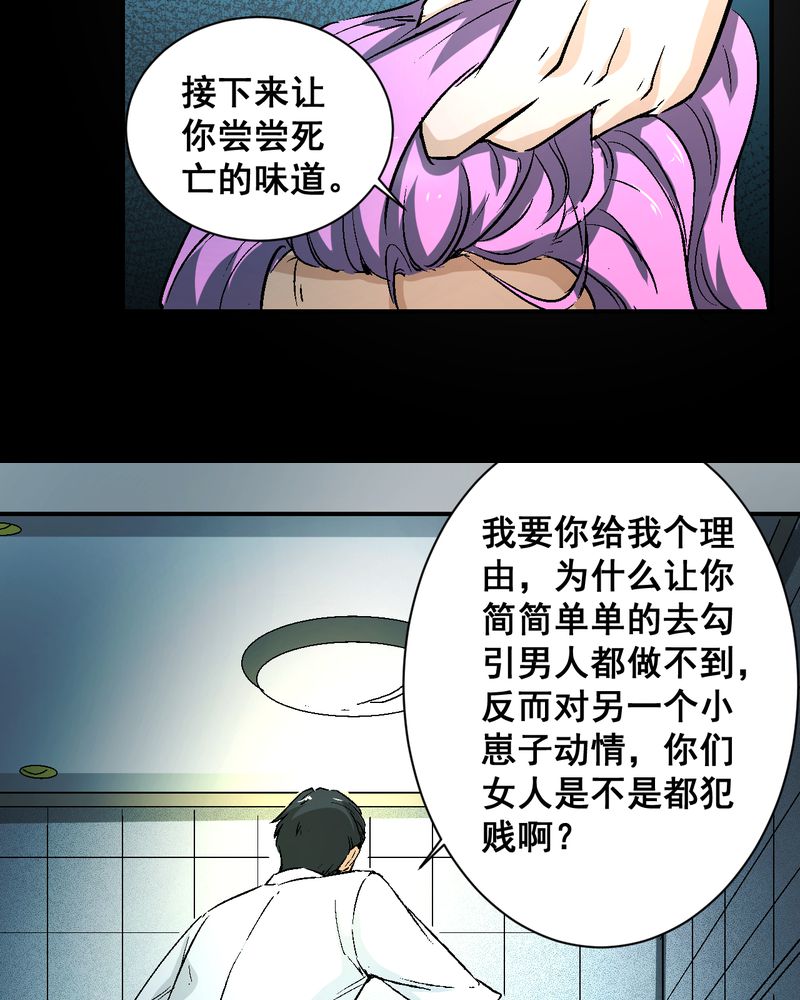 接下来让
你尝尝死
亡的味道。
我要你给我个理
由，为什么让你
简简单单的去勾
引男人都做不到，
反而对另一个小
崽子动情，你们
女人是不是都犯
贱啊？